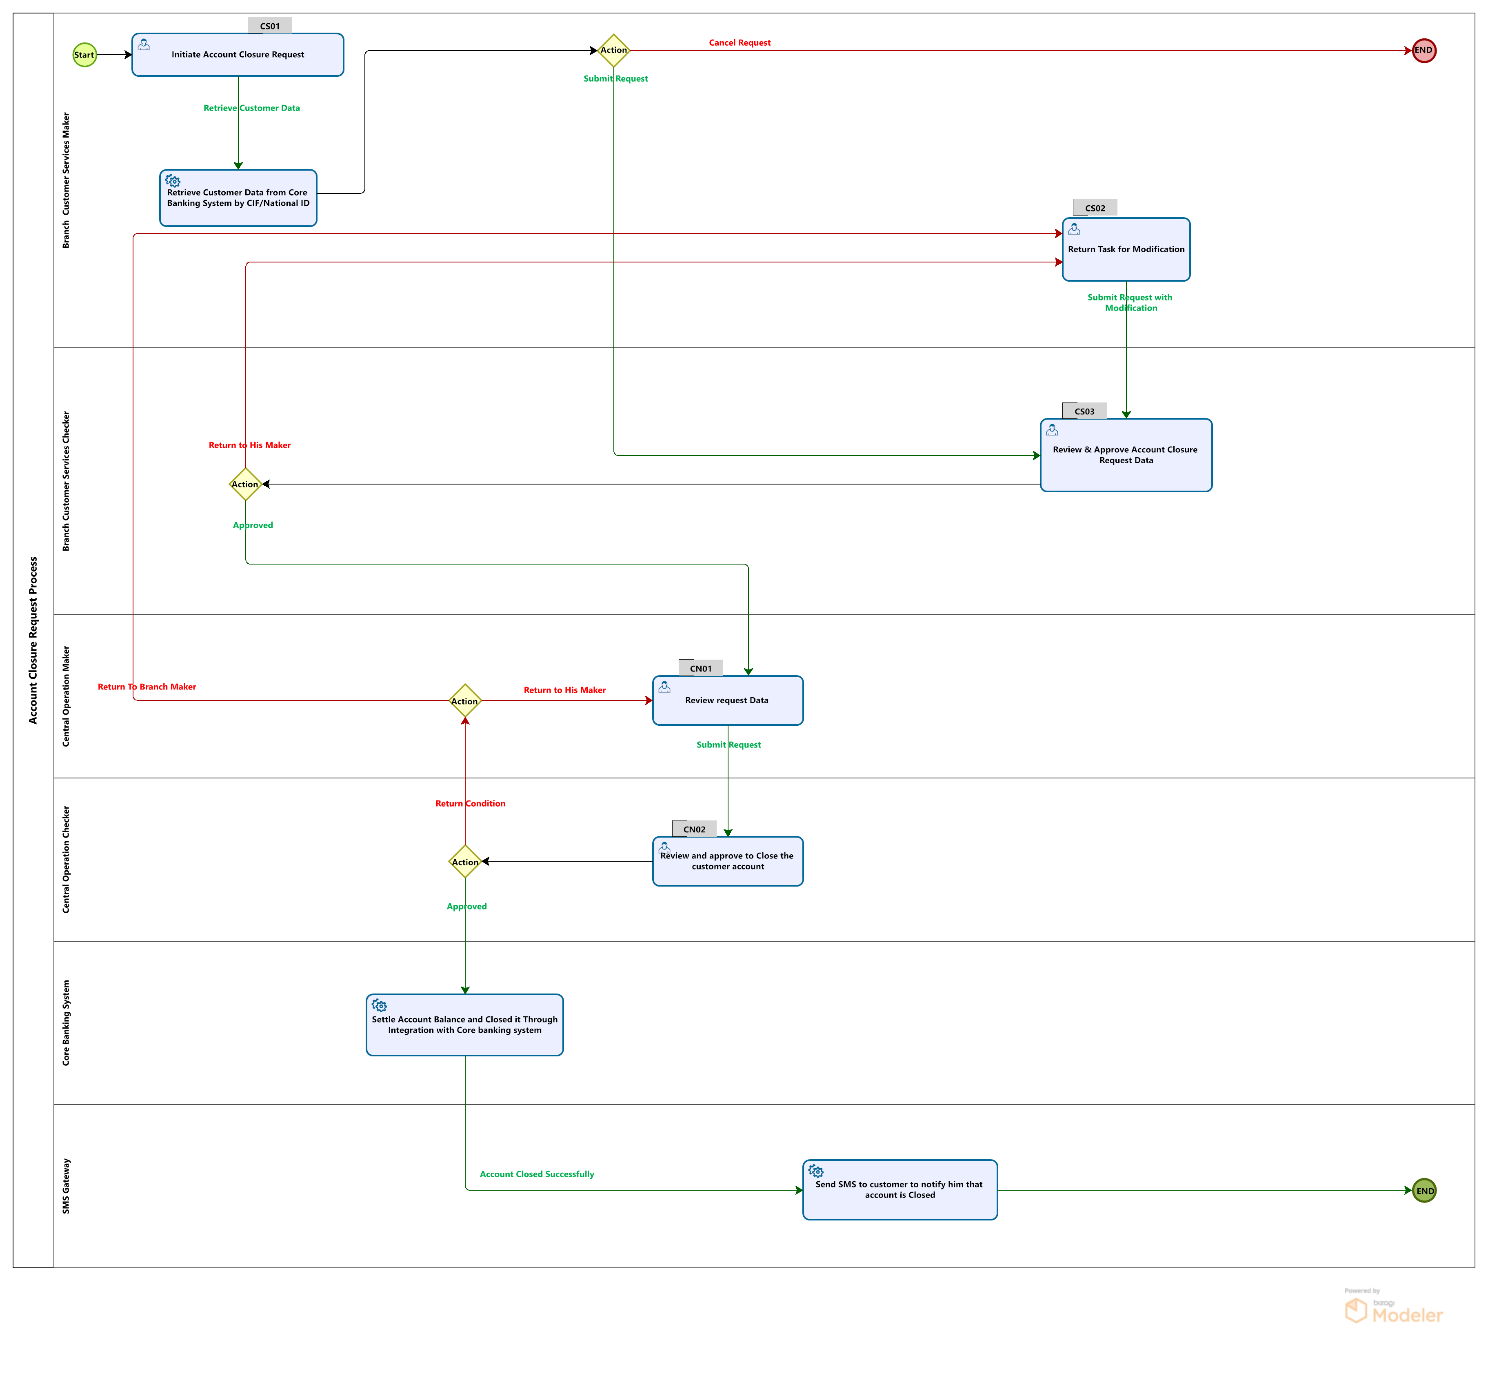 Account Closure Request Process
Branch  Customer Services Maker
CS01
Start
Initiate Account Closure Request
Action
Cancel Request
END
Submit Request
Retrieve Customer Data
Retrieve Customer Data from Core
Banking System by CIF/National ID
CS02
Return Task for Modification
Submit Request with
Modification
Branch Customer Services Checker
CS03
Review & Approve Account Closure
Request Data
Return to His Maker
Action
Approved
Central Operation Maker
CN01
Review request Data
Return To Branch Maker
Action
Return to His Maker
Submit Request
Central Operation Checker
Return Condition
CN02
Review and approve to Close the
customer account
Action
Approved
Core Banking System
Settle Account Balance and Closed it Through
Integration with Core banking system
SMS Gateway
Account Closed Successfully
Send SMS to customer to notify him that
account is Closed
END
Powered by
bizagi
Modeler